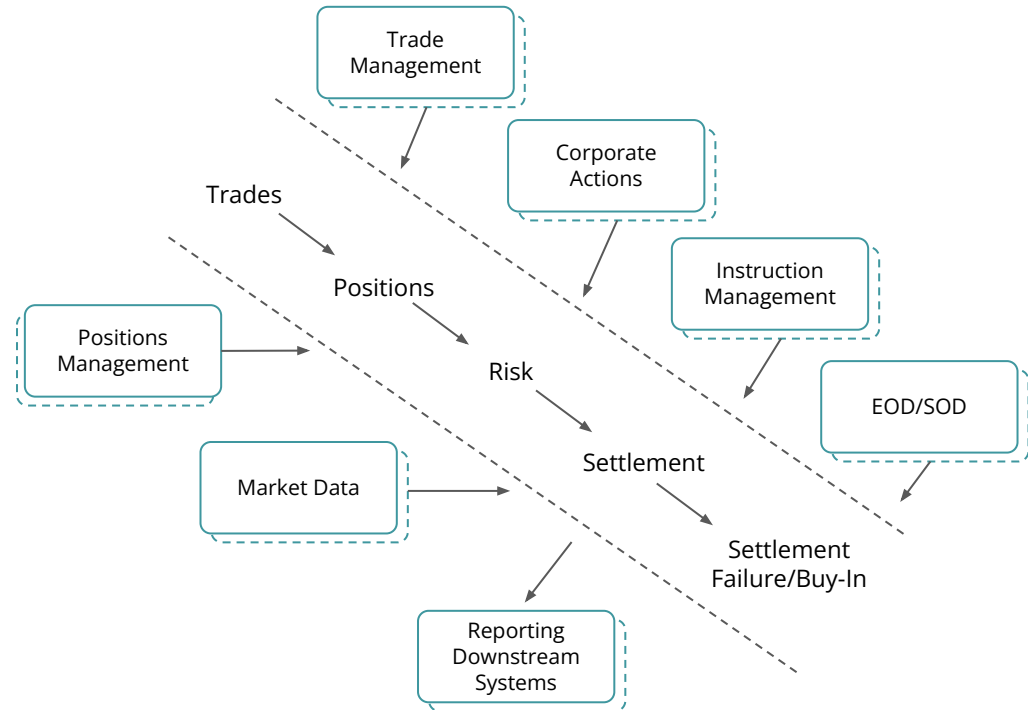 Trade
Management
Corporate
Actions
Trades
Instruction
Management
Positions
Positions
Management
Risk
EOD/SOD
Settlement
Market Data
Settlement
Failure/Buy-In
Reporting
Downstream
Systems